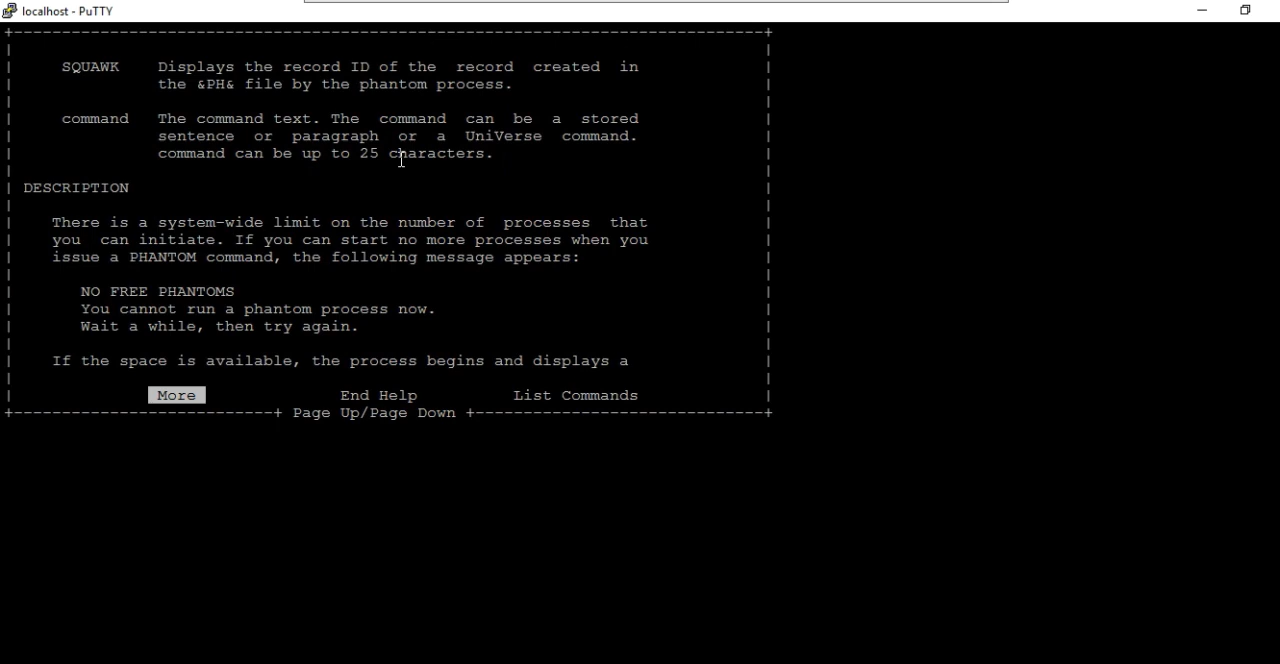 localhost - PuTTY
SQUAWK Displays the record ID of the record created in
the &PH& file by the phantom process.
command The command text. The command can be a stored
sentence or paragraph or a UniVerse command.
command can be up to 25 characters.
DESCRIPTION
There is a system-wide limit on the number of processes that
you can initiate. If you can start no more processes when you
issue a PHANTOM command, the following message appears:
NO FREE PHANTOMS
You cannot run a phantom process now.
Wait a while, then try again.
If the space is available, the process begins and displays a
More End Help List Commands
Page Up/Page Down